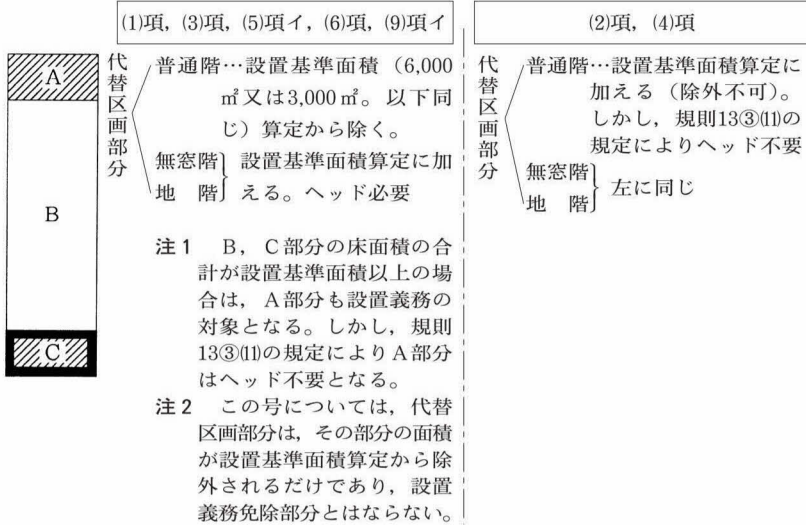 (1)項，(3)項，(5)項イ，(6)項，(9)項イ
代替区画部分
普通階…設置基準面積（6,000
㎡又は3,000㎡。以下同
じ）算定から除く。
無窓階
地　階
設置基準面積算定に加
える。ヘッド必要
A
B
C
注1　B，C部分の床面積の合
計が設置基準面積以上の場
合は，A部分も設置義務の
対象となる。しかし，規則
13③⑾の規定によりA部分
はヘッド不要となる。
注2　この号については，代替
区画部分は，その部分の面積
が設置基準面積算定から除
外されるだけであり，設置
義務免除部分とはならない。
(2)項，(4)項
代替区画部分
普通階…設置基準面積算定に
加える（除外不可）。
しかし，規則13③⑾の
規定によりヘッド不要
無窓階
地　階
左に同じ